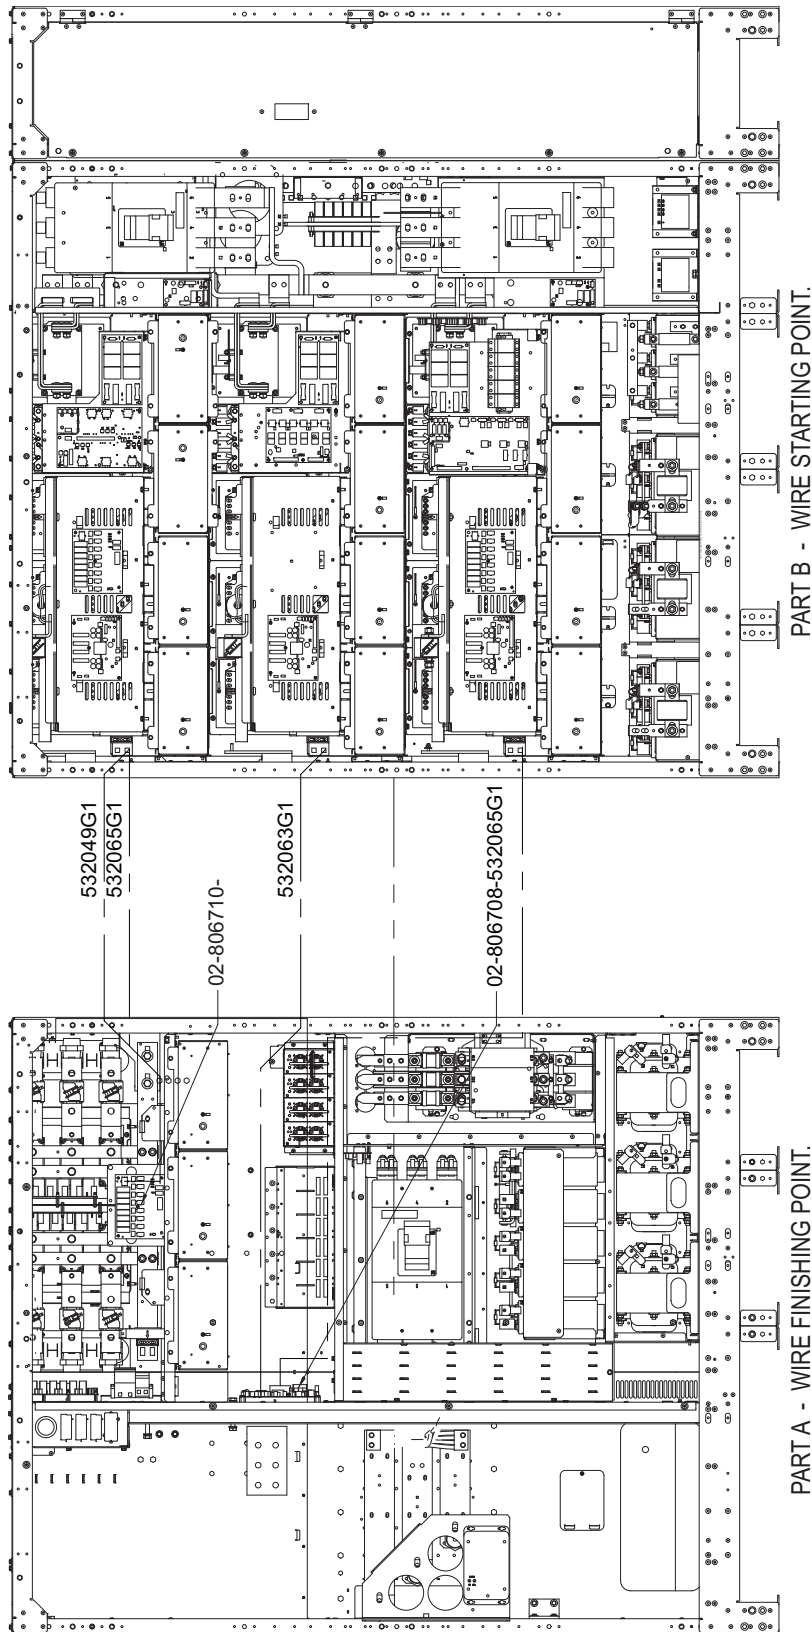 532049G1
532065G1
02-806710-
532063G1
02-806708-532065G1
PART A - WIRE FINISHING POINT.
PART B - WIRE STARTING POINT.